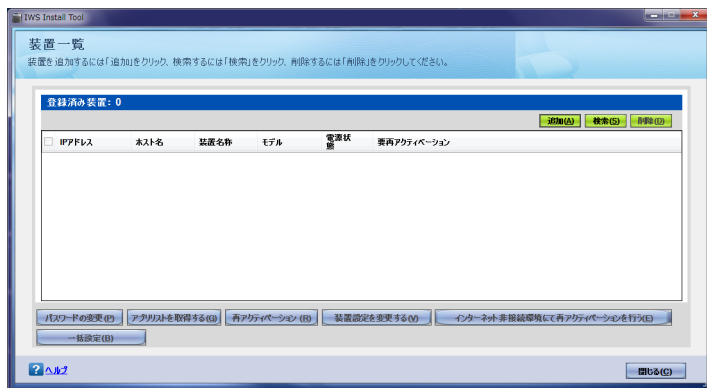 IWS Install Tool
装置一覧
装置を追加するには「追加」をクリック、検索するには「検索」をクリック、削除するには「削除」をクリックしてください。
登録済み装置: 0
追加(A) 検索(S) 削除(D)
IPアドレス ホスト名 装置名称 モデル 電源状態 要再アクティベーション
パスワードの変更(P) アプリリストを取得する(G) 再アクティベーション (R) 装置設定を変更する(V) インターネット非接続環境にて再アクティベーションを行う(E)
一括設定(B)
ヘルプ 閉じる(C)